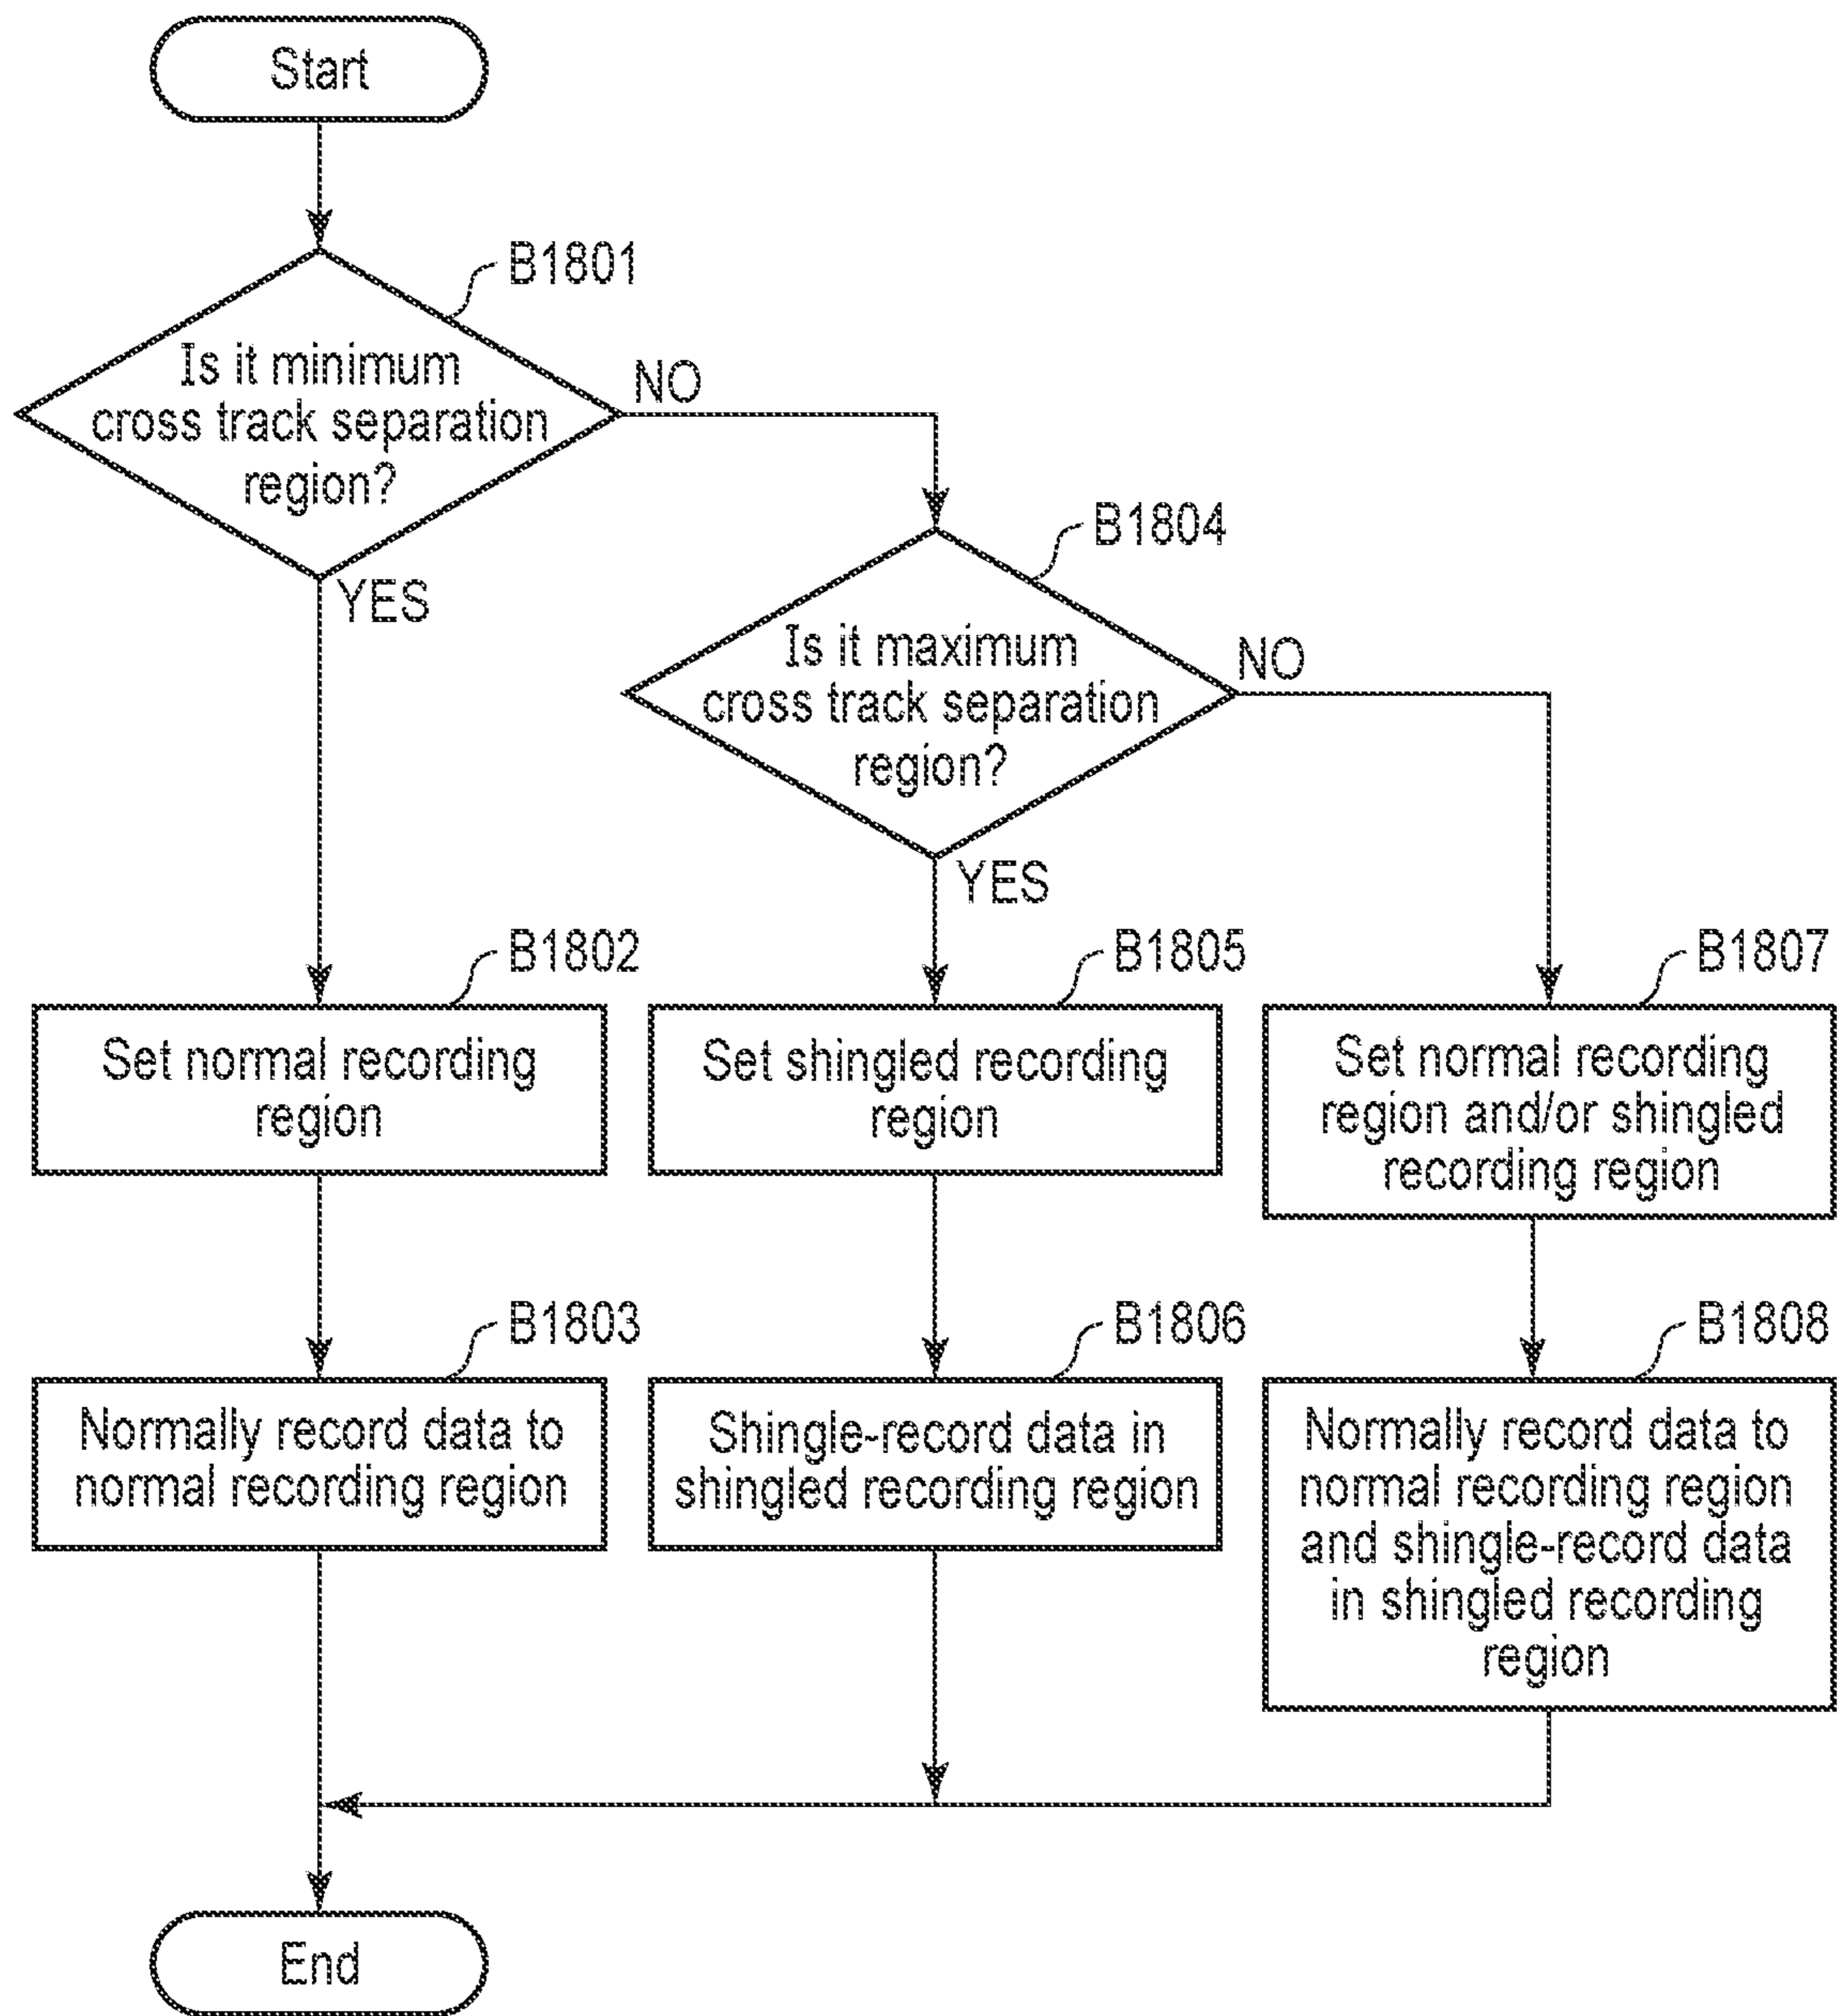 Start
B1801
Is it minimum
cross track separation
region?
NO
YES
B1804
Is it maximum
cross track separation
region?
NO
YES
B1802
Set normal recording
region
B1805
Set shingled recording
region
B1807
Set normal recording
region and/or shingled
recording region
B1803
Normally record data to
normal recording region
B1806
Shingle-record data in
shingled recording region
B1808
Normally record data to
normal recording region
and shingle-record data
in shingled recording
region
End